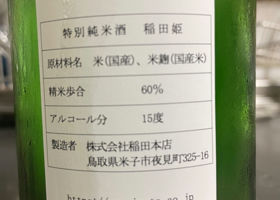 特別純米酒 稲田姫
原材料名 米(国産)、米麹(国産米)
精米歩合 60%
アルコール分 15度
製造者 株式会社稲田本店
鳥取県米子市夜見町325-16